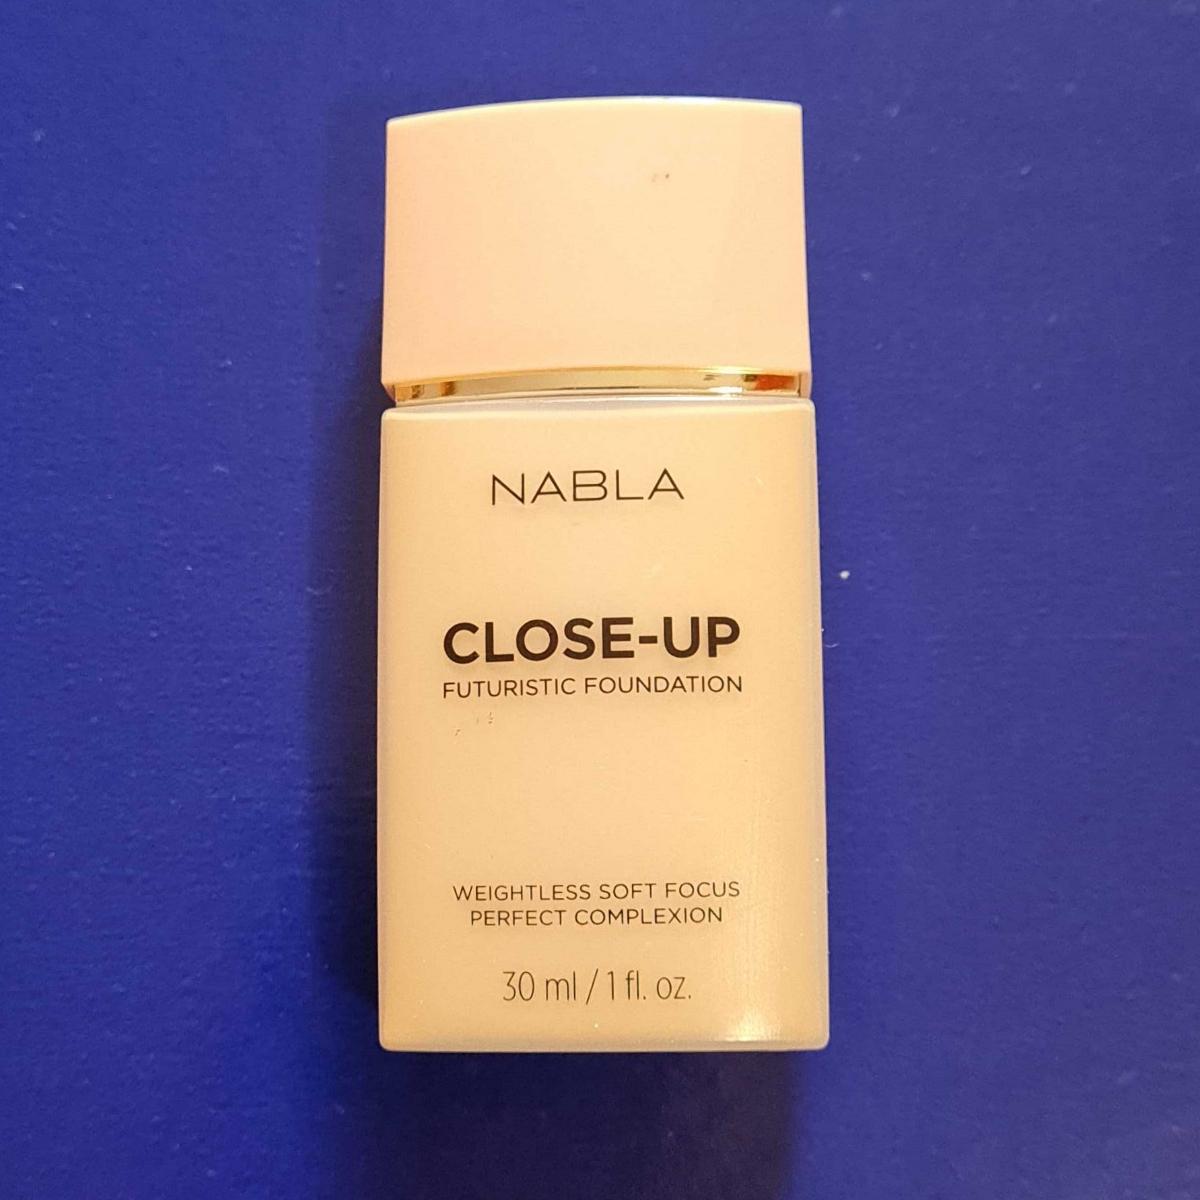 NABLA
CLOSE-UP
FUTURISTIC FOUNDATION
WEIGHTLESS SOFT FOCUS
PERFECT COMPLEXION
30 ml / 1 fl. oz.